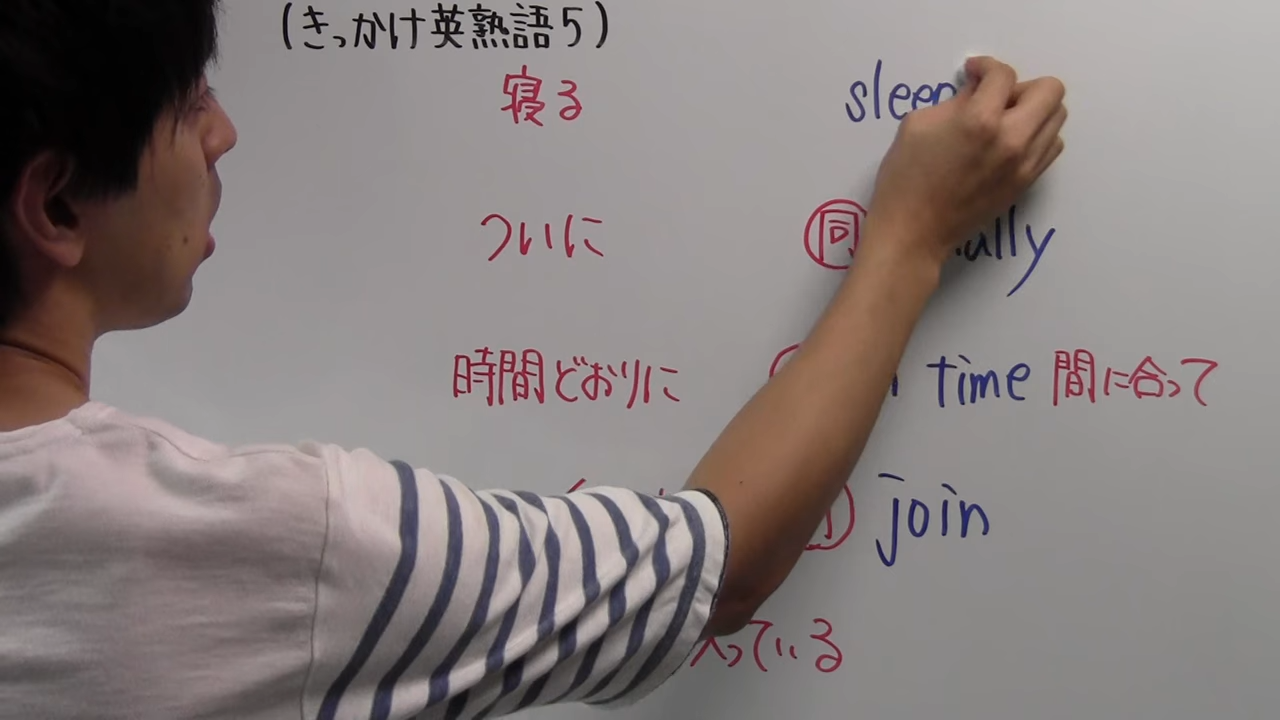 (きっかけ英熟語5)
寝る sleep
ついに 同
時間どおりに time 間に合って
join
入っている